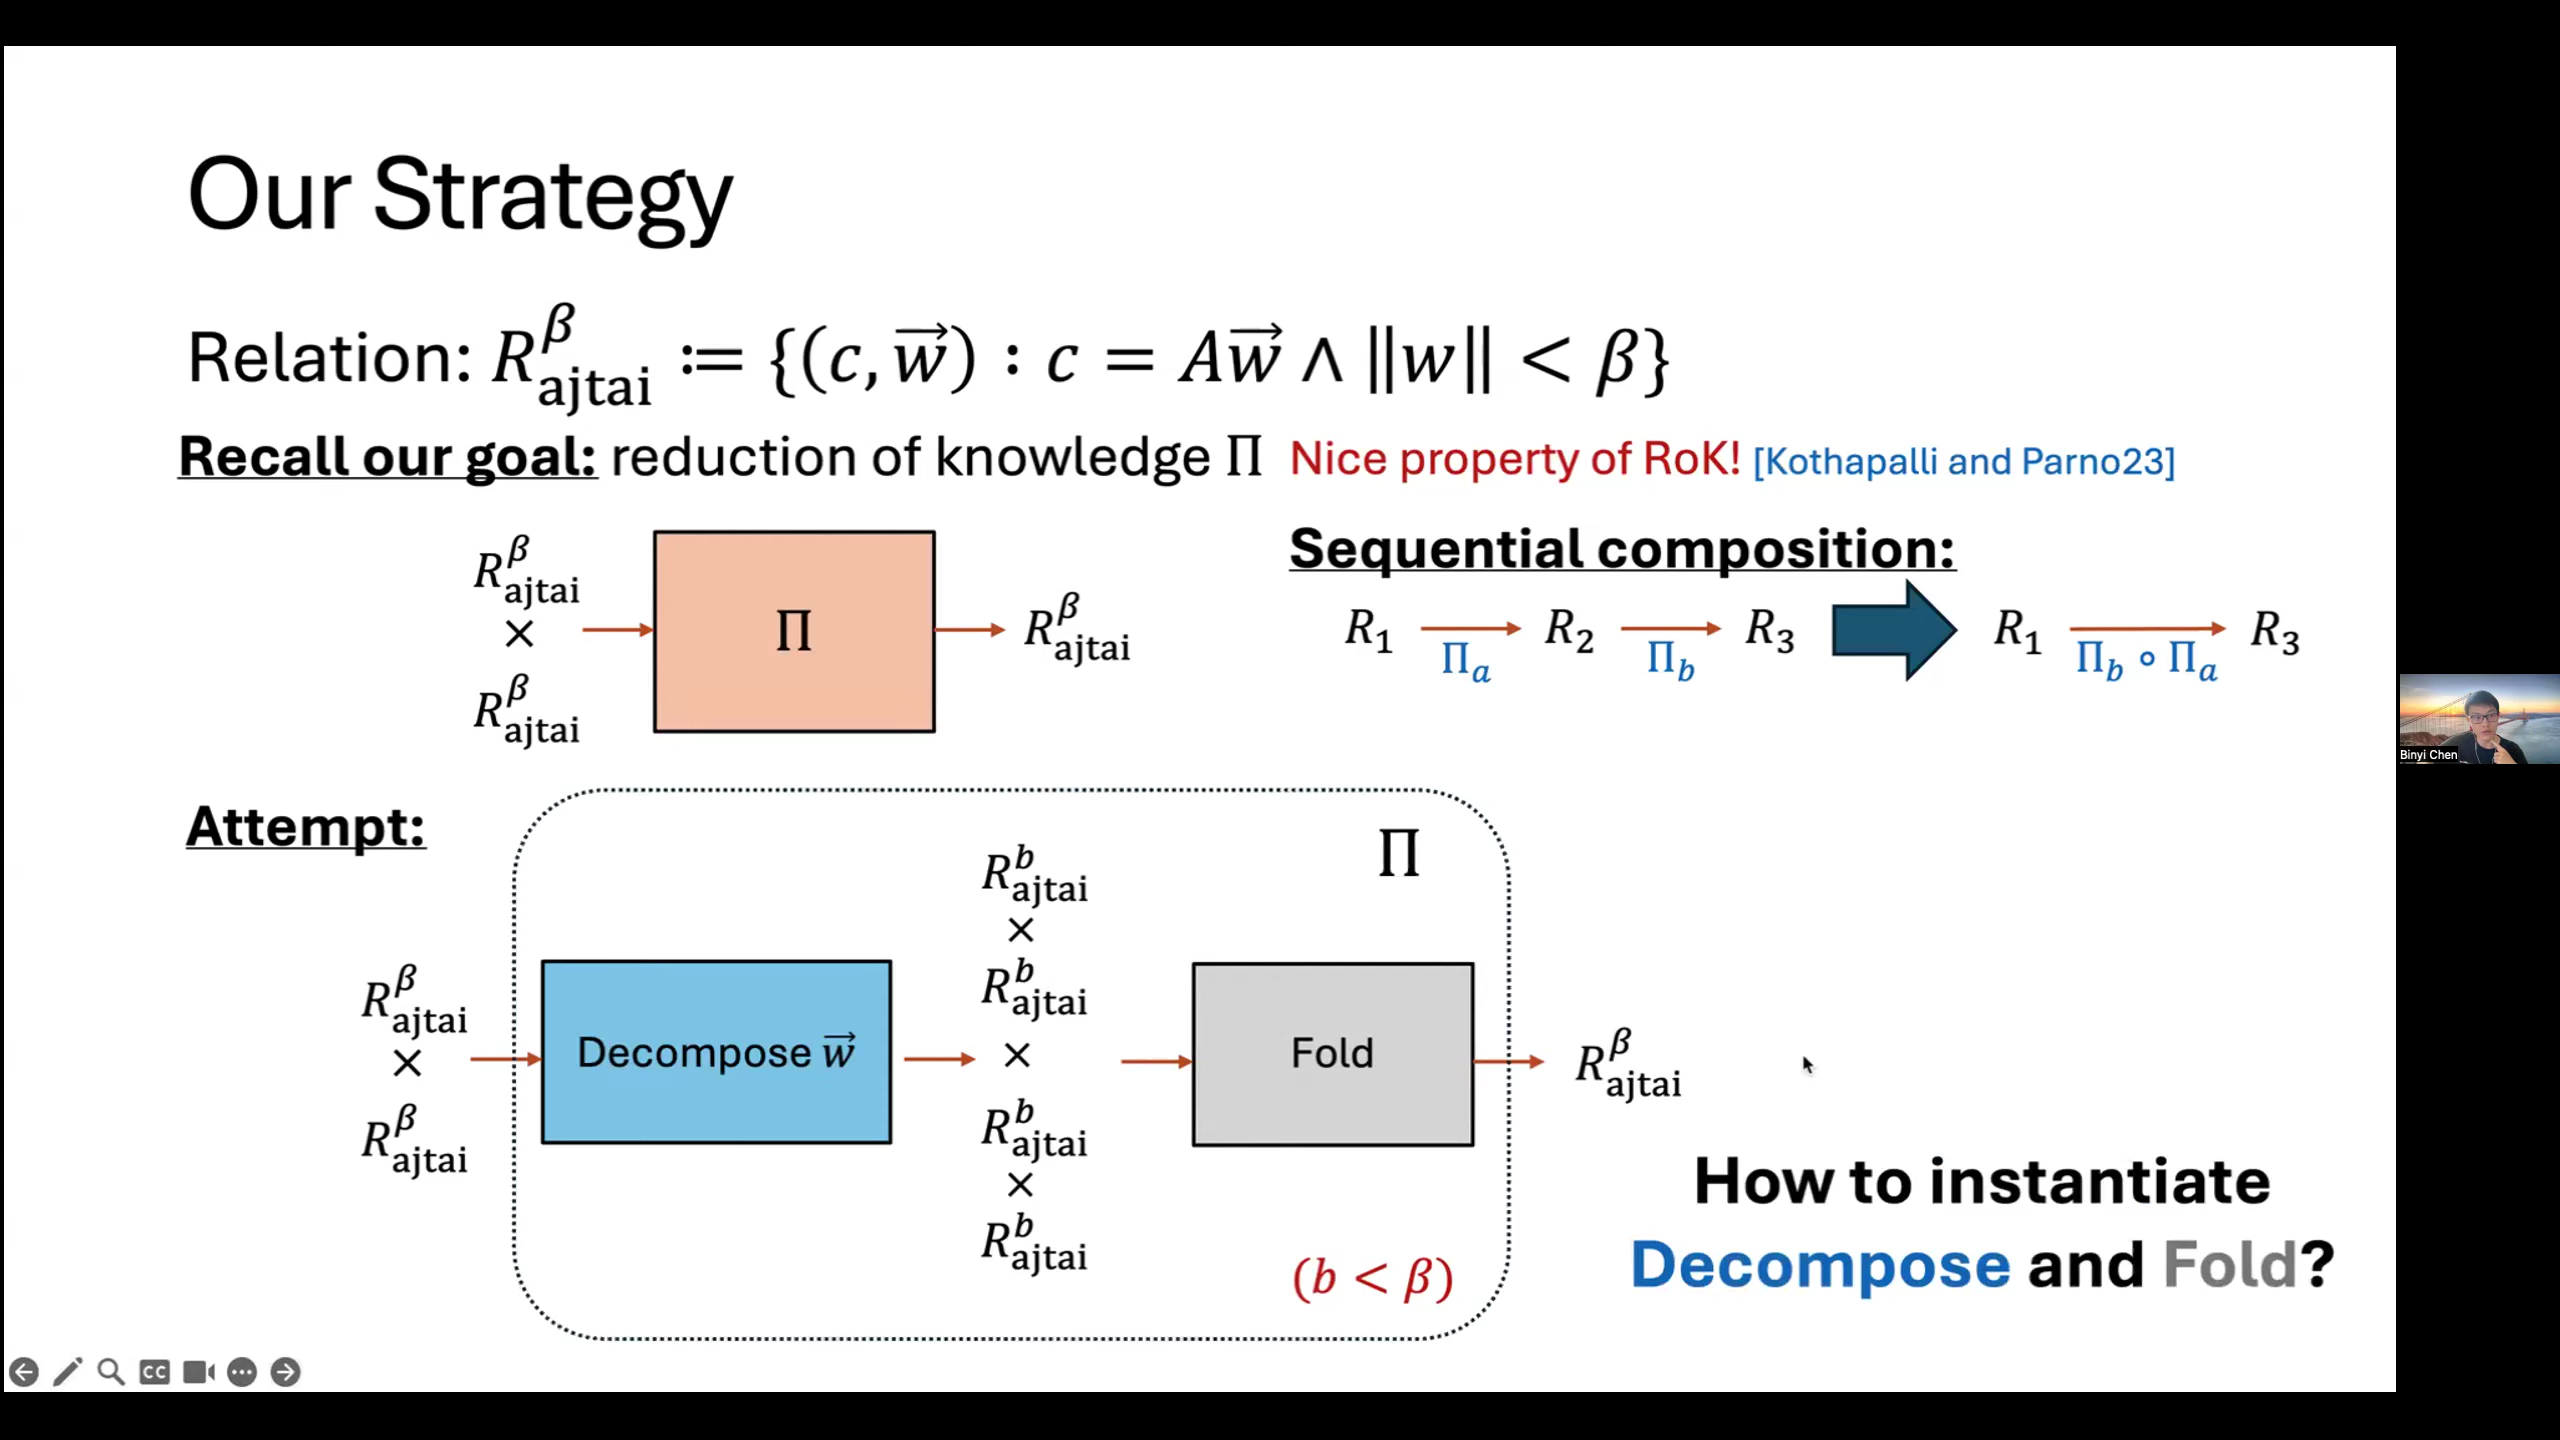 Our Strategy
Relation: R^β_ajtai ≔ {(c, w⃗) : c = Aw⃗ ∧ ‖w‖ < β}
Recall our goal: reduction of knowledge Π Nice property of RoK! [Kothapalli and Parno23]
R^β_ajtai
×
R^β_ajtai
Π
R^β_ajtai
Sequential composition:
R₁ Π_a R₂ Π_b R₃ R₁ Π_b ∘ Π_a R₃
Attempt:
Π
R^β_ajtai
×
R^β_ajtai
Decompose w⃗
R^b_ajtai
×
R^b_ajtai
×
R^b_ajtai
×
R^b_ajtai
Fold
(b < β)
R^β_ajtai
How to instantiate
Decompose and Fold?
CC
Binyi Chen